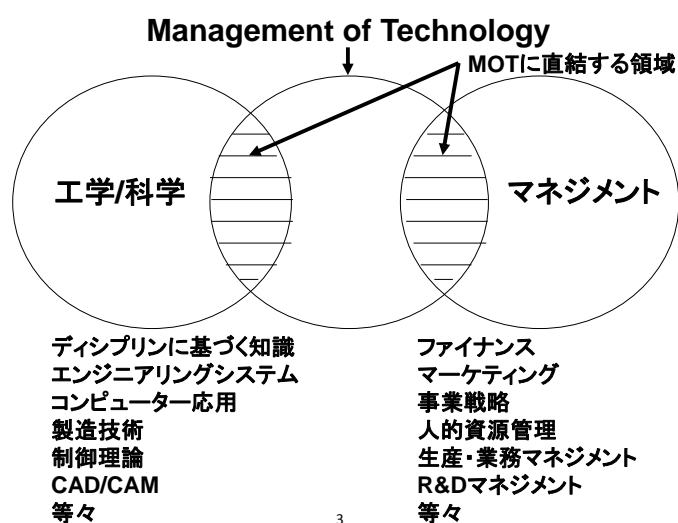 Management of Technology
MOTに直結する領域
工学/科学
マネジメント
ディシプリンに基づく知識
エンジニアリングシステム
コンピューター応用
製造技術
制御理論
CAD/CAM
等々
ファイナンス
マーケティング
事業戦略
人的資源管理
生産・業務マネジメント
R&Dマネジメント
等々
3